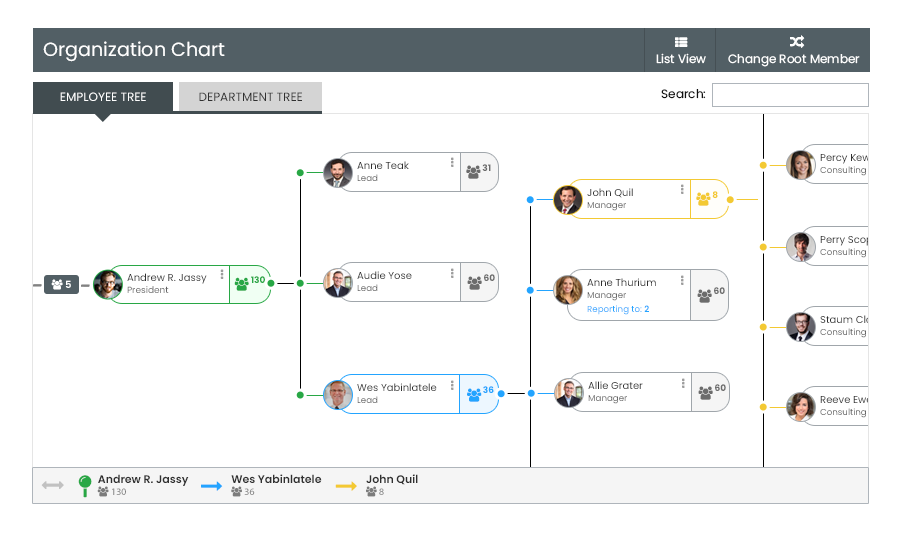 Organization Chart
List View
Change Root Member
EMPLOYEE TREE
DEPARTMENT TREE
Search:
5
Andrew R. Jassy
President
130
Anne Teak
Lead
31
Audie Yose
Lead
60
Wes Yabinlatele
Lead
36
John Quil
Manager
8
Anne Thurium
Manager
Reporting to: 2
60
Allie Grater
Manager
60
Percy Kew
Consulting
Perry Scop
Consulting
Staum Cl
Consulting
Reeve Ewe
Consulting
Andrew R. Jassy
130
Wes Yabinlatele
36
John Quil
8